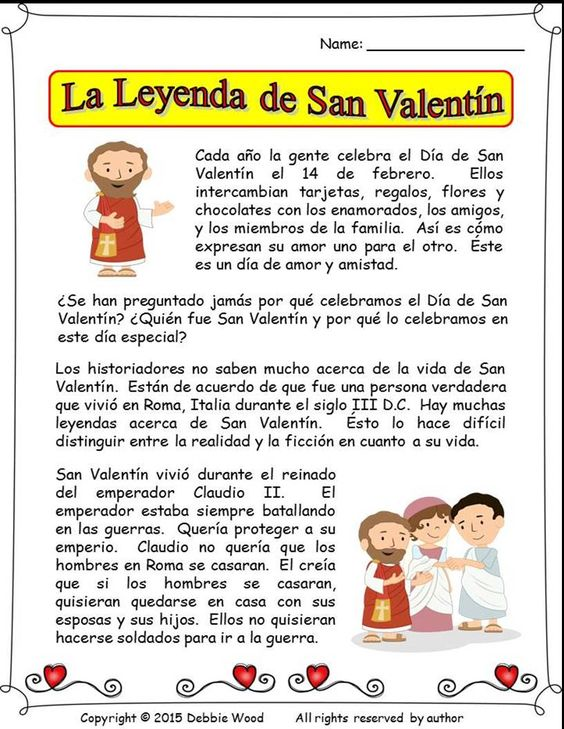 Name:
La Leyenda de San Valentín
Cada año la gente celebra el Día de San
Valentín el 14 de febrero. Ellos
intercambian tarjetas, regalos, flores y
chocolates con los enamorados, los amigos,
y los miembros de la familia. Así es cómo
expresan su amor uno para el otro. Éste
es un día de amor y amistad.
¿Se han preguntado jamás por qué celebramos el Día de San
Valentín? ¿Quién fue San Valentín y por qué lo celebramos en
este día especial?
Los historiadores no saben mucho acerca de la vida de San
Valentín. Están de acuerdo de que fue una persona verdadera
que vivió en Roma, Italia durante el siglo III D.C. Hay muchas
leyendas acerca de San Valentín. Ésto lo hace difícil
distinguir entre la realidad y la ficción en cuanto a su vida.
San Valentín vivió durante el reinado
del emperador Claudio II. El
emperador estaba siempre batallando
en las guerras. Quería proteger a su
emperio. Claudio no quería que los
hombres en Roma se casaran. El creía
que si los hombres se casaran,
quisieran quedarse en casa con sus
esposas y sus hijos. Ellos no quisieran
hacerse soldados para ir a la guerra.
Copyright © 2015 Debbie Wood All rights reserved by author